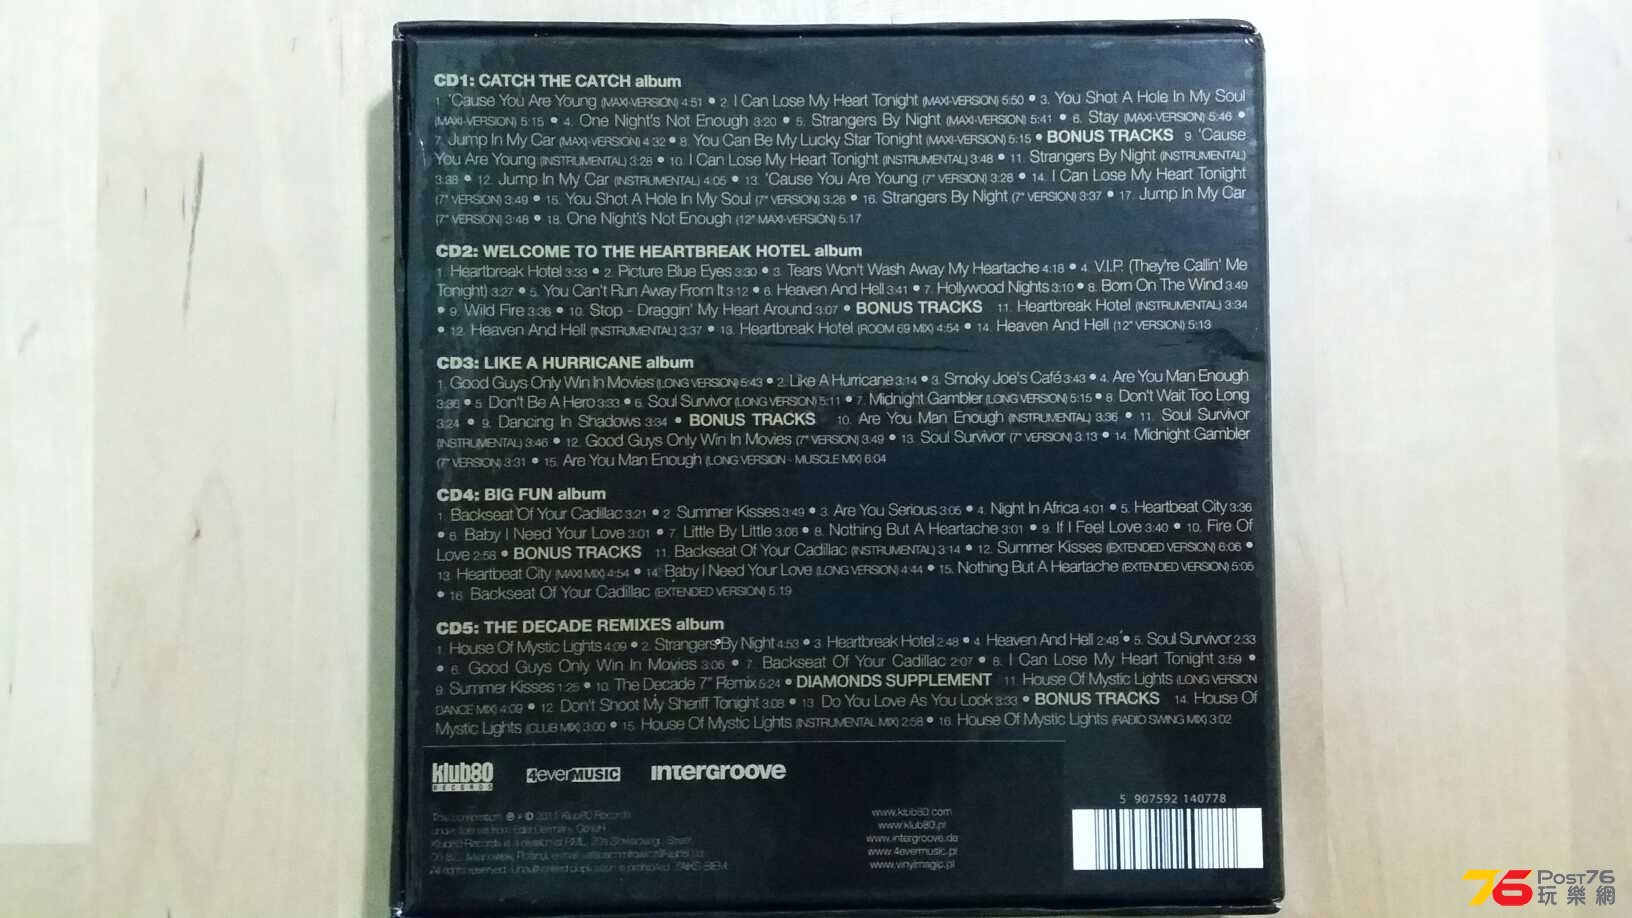 CD1: CATCH THE CATCH album
1. 'Cause You Are Young (MAXI-VERSION) 4:51 • 2. I Can Lose My Heart Tonight (MAXI-VERSION) 5:50 • 3. You Shot A Hole In My Soul
(MAXI-VERSION) 5:15 • 4. One Night's Not Enough 3:20 • 5. Strangers By Night (MAXI-VERSION) 5:41 • 6. Stay (MAXI-VERSION) 5:46 •
7. Jump In My Car (MAXI-VERSION) 4:32 • 8. You Can Be My Lucky Star Tonight (MAXI-VERSION) 5:15 • BONUS TRACKS 9. 'Cause
You Are Young (INSTRUMENTAL) 3:28 • 10. I Can Lose My Heart Tonight (INSTRUMENTAL) 3:48 • 11. Strangers By Night (INSTRUMENTAL)
3:38 • 12. Jump In My Car (INSTRUMENTAL) 4:05 • 13. 'Cause You Are Young (7" VERSION) 3:28 • 14. I Can Lose My Heart Tonight
(7" VERSION) 3:49 • 15. You Shot A Hole In My Soul (7" VERSION) 3:26 • 16. Strangers By Night (7" VERSION) 3:37 • 17. Jump In My Car
(7" VERSION) 3:48 • 18. One Night's Not Enough (12" MAXI-VERSION) 5:17
CD2: WELCOME TO THE HEARTBREAK HOTEL album
1. Heartbreak Hotel 3:33 • 2. Picture Blue Eyes 3:30 • 3. Tears Won't Wash Away My Heartache 4:18 • 4. V.I.P. (They're Callin' Me
Tonight) 3:27 • 5. You Can't Run Away From It 3:12 • 6. Heaven And Hell 3:41 • 7. Hollywood Nights 3:10 • 8. Born On The Wind 3:49
• 9. Wild Fire 3:36 • 10. Stop - Draggin' My Heart Around 3:07 • BONUS TRACKS 11. Heartbreak Hotel (INSTRUMENTAL) 3:34
• 12. Heaven And Hell (INSTRUMENTAL) 3:37 • 13. Heartbreak Hotel (ROOM 69 MIX) 4:54 • 14. Heaven And Hell (12" VERSION) 5:13
CD3: LIKE A HURRICANE album
1. Good Guys Only Win In Movies (LONG VERSION) 5:43 • 2. Like A Hurricane 3:14 • 3. Smoky Joe's Café 3:43 • 4. Are You Man Enough
3:36 • 5. Don't Be A Hero 3:33 • 6. Soul Survivor (LONG VERSION) 5:11 • 7. Midnight Gambler (LONG VERSION) 5:15 • 8. Don't Wait Too Long
3:24 • 9. Dancing In Shadows 3:34 • BONUS TRACKS 10. Are You Man Enough (INSTRUMENTAL) 3:36 • 11. Soul Survivor
(INSTRUMENTAL) 3:46 • 12. Good Guys Only Win In Movies (7" VERSION) 3:49 • 13. Soul Survivor (7" VERSION) 3:13 • 14. Midnight Gambler
(7" VERSION) 3:31 • 15. Are You Man Enough (LONG VERSION - MUSCLE MIX) 6:04
CD4: BIG FUN album
1. Backseat Of Your Cadillac 3:21 • 2. Summer Kisses 3:49 • 3. Are You Serious 3:05 • 4. Night In Africa 4:01 • 5. Heartbeat City 3:36
• 6. Baby I Need Your Love 3:01 • 7. Little By Little 3:06 • 8. Nothing But A Heartache 3:01 • 9. If I Feel Love 3:40 • 10. Fire Of
Love 2:58 • BONUS TRACKS 11. Backseat Of Your Cadillac (INSTRUMENTAL) 3:14 • 12. Summer Kisses (EXTENDED VERSION) 6:06 •
13. Heartbeat City (MAXI MIX) 4:54 • 14. Baby I Need Your Love (LONG VERSION) 4:44 • 15. Nothing But A Heartache (EXTENDED VERSION) 5:05
• 16. Backseat Of Your Cadillac (EXTENDED VERSION) 5:19
CD5: THE DECADE REMIXES album
1. House Of Mystic Lights 4:09 • 2. Strangers By Night 4:53 • 3. Heartbreak Hotel 2:48 • 4. Heaven And Hell 2:48 • 5. Soul Survivor 2:33
• 6. Good Guys Only Win In Movies 3:06 • 7. Backseat Of Your Cadillac 2:07 • 8. I Can Lose My Heart Tonight 3:59 •
9. Summer Kisses 1:25 • 10. The Decade 7" Remix 5:24 • DIAMONDS SUPPLEMENT 11. House Of Mystic Lights (LONG VERSION
DANCE MIX) 4:09 • 12. Don't Shoot My Sheriff Tonight 3:08 • 13. Do You Love As You Look 3:33 • BONUS TRACKS 14. House Of
Mystic Lights (CLUB MIX) 3:00 • 15. House Of Mystic Lights (INSTRUMENTAL MIX) 2:58 • 16. House Of Mystic Lights (RADIO SWING MIX) 3:02
klub80 RECORDS
4everMUSIC
intergroove
This compilation ℗ + © 2011 Klub80 Records
under license from Edel Germany GmbH
Klub80 Records is a division of
All rights reserved. Unauthorized duplication is prohibited.
www.klub80.com
www.klub80.pl
www.intergroove.de
www.4evermusic.pl
www.vinylmagic.pl
5 907592 140778
76 POST76
玩樂網